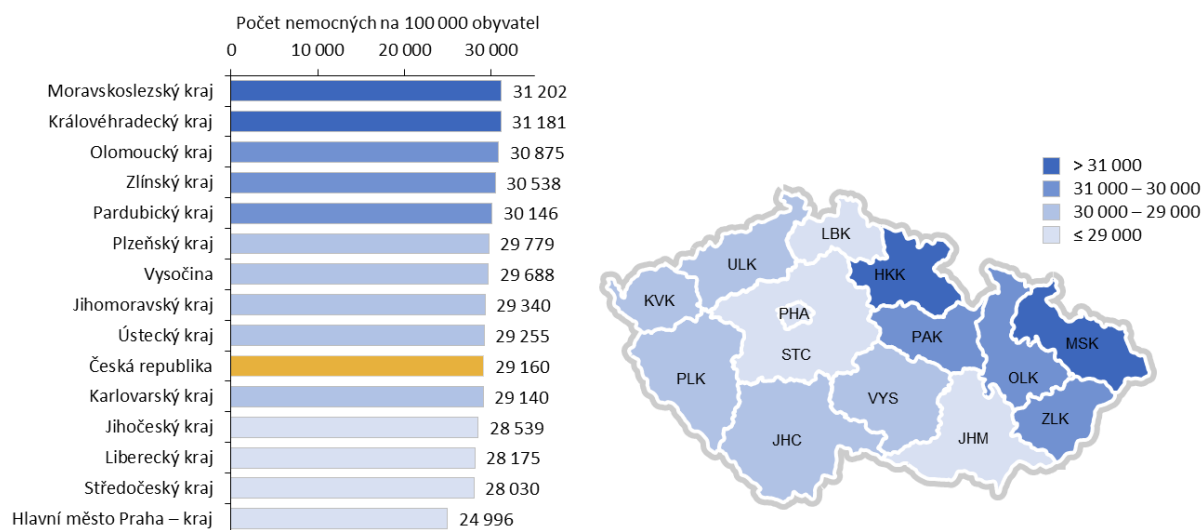 Počet nemocných na 100 000 obyvatel
0 10 000 20 000 30 000
Moravskoslezský kraj 31 202
Královéhradecký kraj 31 181
Olomoucký kraj 30 875
Zlínský kraj 30 538
Pardubický kraj 30 146
Plzeňský kraj 29 779
Vysočina 29 688
Jihomoravský kraj 29 340
Ústecký kraj 29 255
Česká republika 29 160
Karlovarský kraj 29 140
Jihočeský kraj 28 539
Liberecký kraj 28 175
Středočeský kraj 28 030
Hlavní město Praha – kraj 24 996
> 31 000
31 000 – 30 000
30 000 – 29 000
≤ 29 000
LBK
ULK
HKK
KVK
PHA
PAK
MSK
STC
PLK
OLK
VYS
ZLK
JHC
JHM